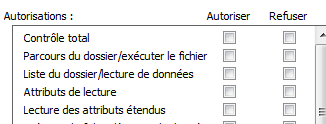 Autorisations : Autoriser Refuser
Contrôle total
Parcours du dossier/exécuter le fichier
Liste du dossier/lecture de données
Attributs de lecture
Lecture des attributs étendus